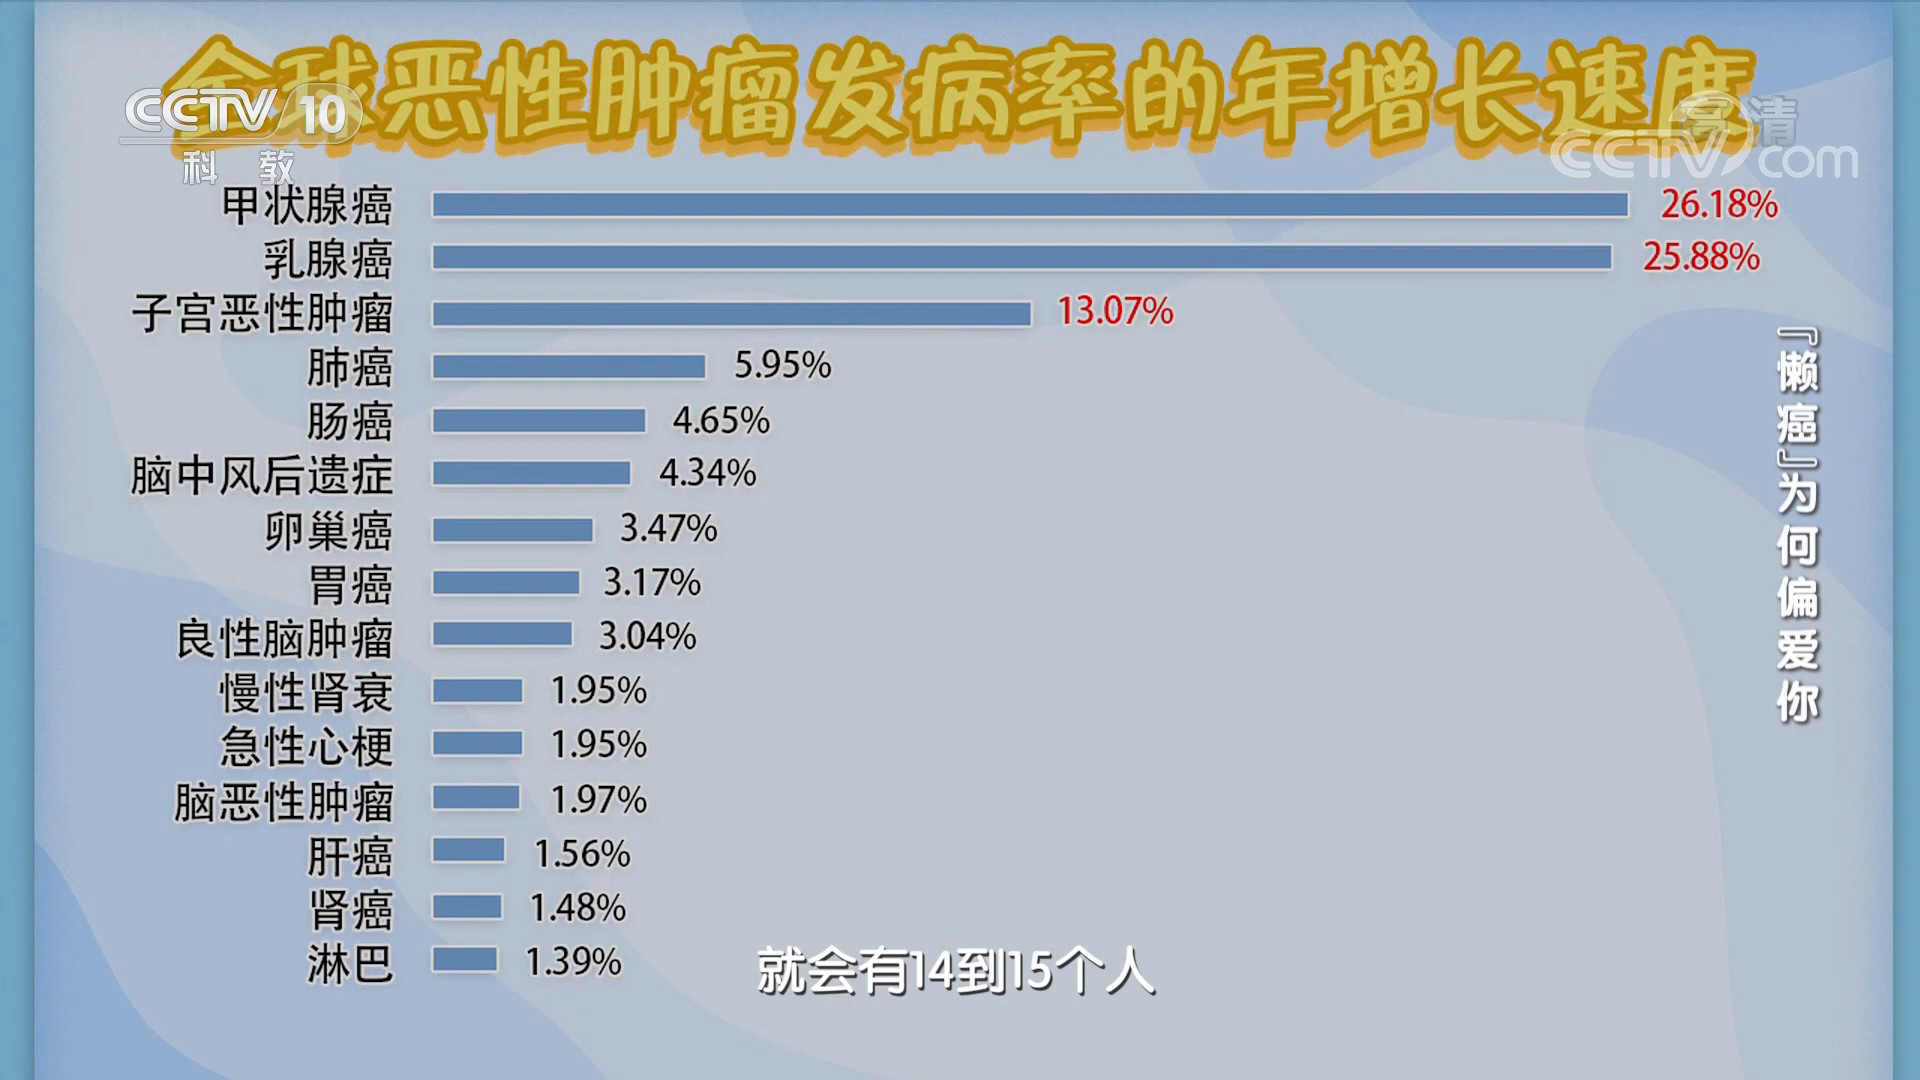 全球恶性肿瘤发病率的年增长速度
CCTV 10
科教
高清
CCTV.com
甲状腺癌 26.18%
乳腺癌 25.88%
子宫恶性肿瘤 13.07%
肺癌 5.95%
肠癌 4.65%
脑中风后遗症 4.34%
卵巢癌 3.47%
胃癌 3.17%
良性脑肿瘤 3.04%
慢性肾衰 1.95%
急性心梗 1.95%
脑恶性肿瘤 1.97%
肝癌 1.56%
肾癌 1.48%
淋巴 1.39%
『懒癌』为何偏爱你
就会有14到15个人